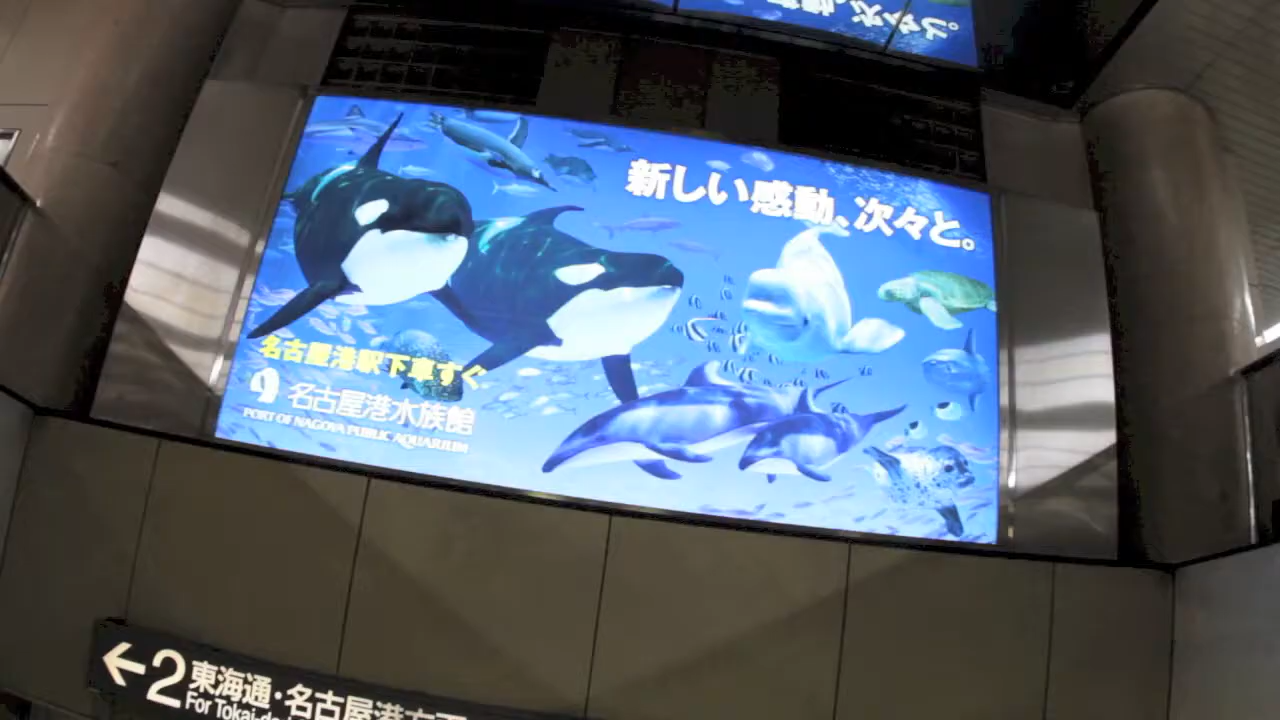 新しい感動、次々と。
名古屋港駅下車すぐ
名古屋港水族館
PORT OF NAGOYA PUBLIC AQUARIUM
←2 東海通・名古屋港方面
For